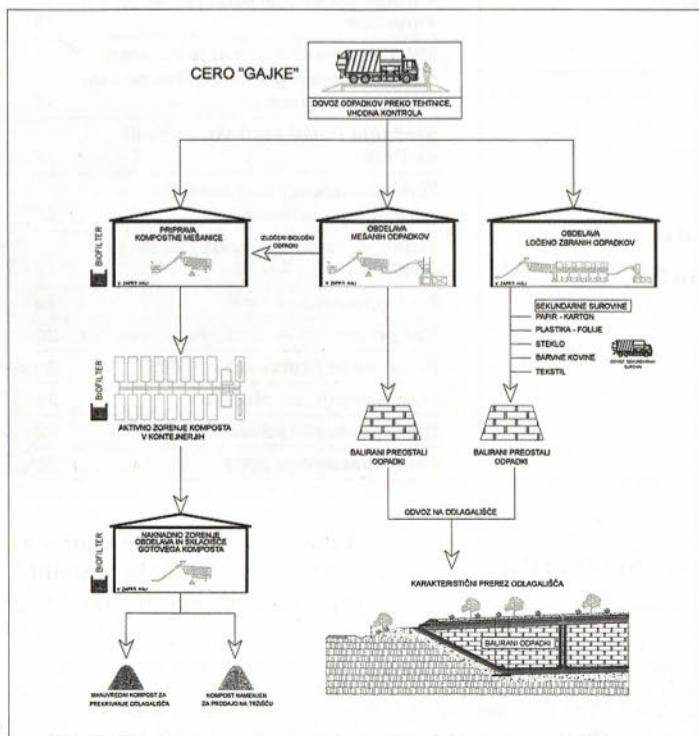 CERO "GAJKE"
DOVOZ ODPADKOV PREKO TEHTNICE,
VHODNA KONTROLA
BIOFILTER
PRIPRAVA
KOMPOSTNE MEŠANICE
V ZAPRTI HALI
IZLOČENI BIOLOŠKI
ODPADKI
OBDELAVA
MEŠANIH ODPADKOV
V ZAPRTI HALI
OBDELAVA
LOČENO ZBRANIH ODPADKOV
V ZAPRTI HALI
SEKUNDARNE SUROVINE
PAPIR - KARTON
PLASTIKA - FOLIJE
STEKLO
BARVNE KOVINE
TEKSTIL
ODVOZ SEKUNDARNIH
SUROVIN
BIOFILTER
AKTIVNO ZORENJE KOMPOSTA
V KONTEJNERJIH
BALIRANI PREOSTALI
ODPADKI
BALIRANI PREOSTALI
ODPADKI
ODVOZ NA ODLAGALIŠČE
BIOFILTER
NAKNADNO ZORENJE
OBDELAVA IN SKLADIŠČE
GOTOVEGA KOMPOSTA
V ZAPRTI HALI
KARAKTERISTIČNI PREREZ ODLAGALIŠČA
BALIRANI ODPADKI
MANJVREDNI KOMPOST ZA
PREKRIVANJE ODLAGALIŠČA
KOMPOST NAMENJEN
ZA PRODAJO NA TRŽIŠČU